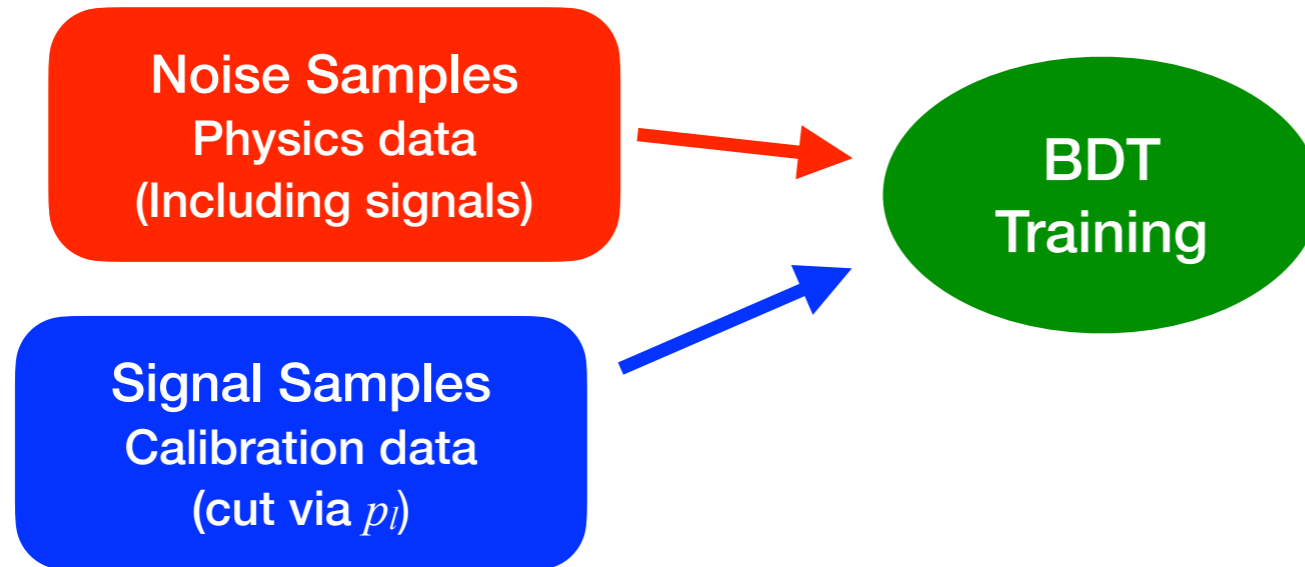 Noise Samples
Physics data
(Including signals)
Signal Samples
Calibration data
(cut via pₗ)
BDT
Training